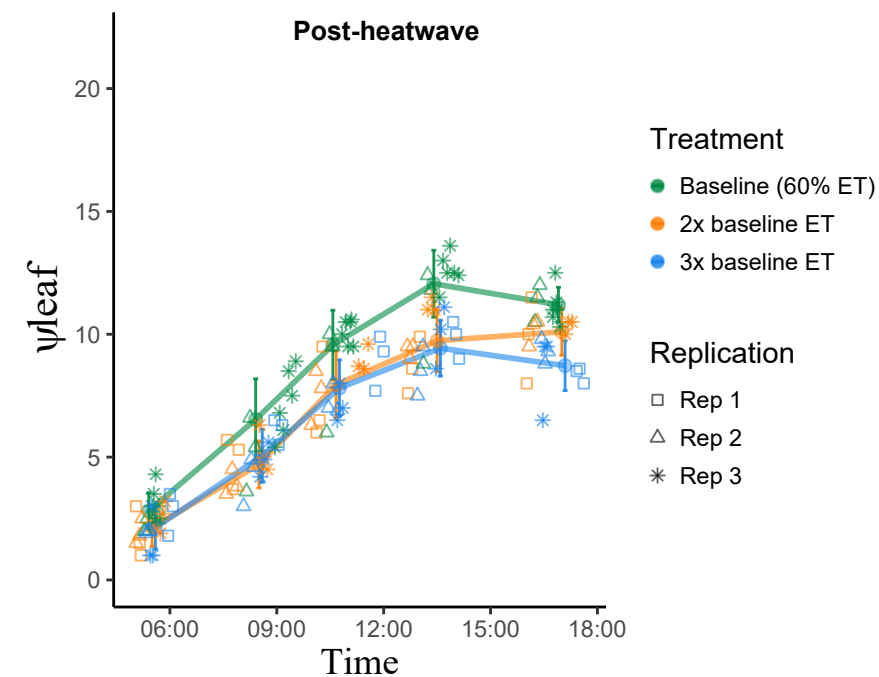 Post-heatwave
20
15
10
5
0
ψleaf
06:00 09:00 12:00 15:00 18:00
Time
Treatment
Baseline (60% ET)
2x baseline ET
3x baseline ET
Replication
Rep 1
Rep 2
Rep 3